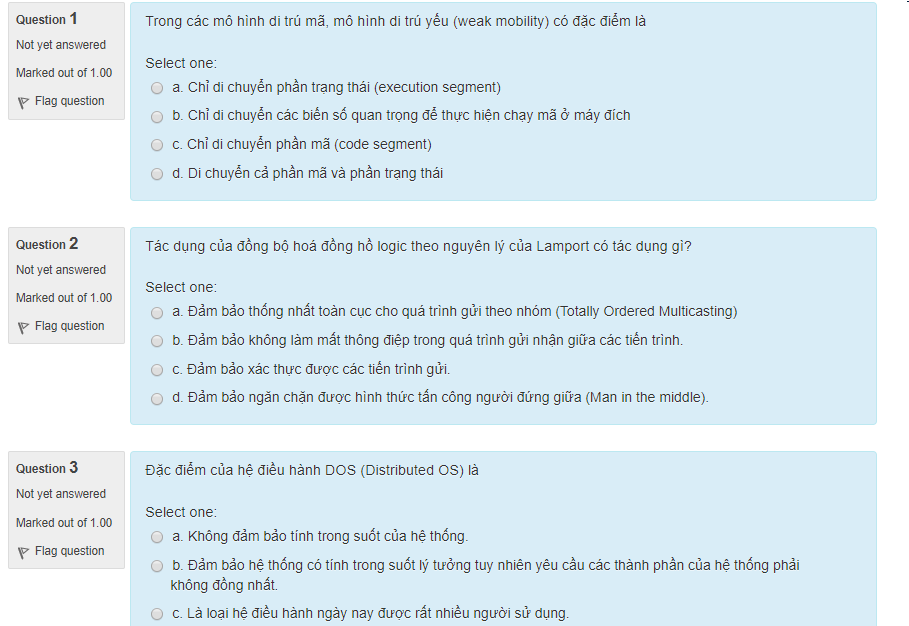 Question 1
Not yet answered
Marked out of 1.00
Flag question
Trong các mô hình di trú mã, mô hình di trú yếu (weak mobility) có đặc điểm là
Select one:
a. Chỉ di chuyển phần trạng thái (execution segment)
b. Chỉ di chuyển các biến số quan trọng để thực hiện chạy mã ở máy đích
c. Chỉ di chuyển phần mã (code segment)
d. Di chuyển cả phần mã và phần trạng thái
Question 2
Not yet answered
Marked out of 1.00
Flag question
Tác dụng của đồng bộ hoá đồng hồ logic theo nguyên lý của Lamport có tác dụng gì?
Select one:
a. Đảm bảo thống nhất toàn cục cho quá trình gửi theo nhóm (Totally Ordered Multicasting)
b. Đảm bảo không làm mất thông điệp trong quá trình gửi nhận giữa các tiến trình.
c. Đảm bảo xác thực được các tiến trình gửi.
d. Đảm bảo ngăn chặn được hình thức tấn công người đứng giữa (Man in the middle).
Question 3
Not yet answered
Marked out of 1.00
Flag question
Đặc điểm của hệ điều hành DOS (Distributed OS) là
Select one:
a. Không đảm bảo tính trong suốt của hệ thống.
b. Đảm bảo hệ thống có tính trong suốt lý tưởng tuy nhiên yêu cầu các thành phần của hệ thống phải
không đồng nhất.
c. Là loại hệ điều hành ngày nay được rất nhiều người sử dụng.